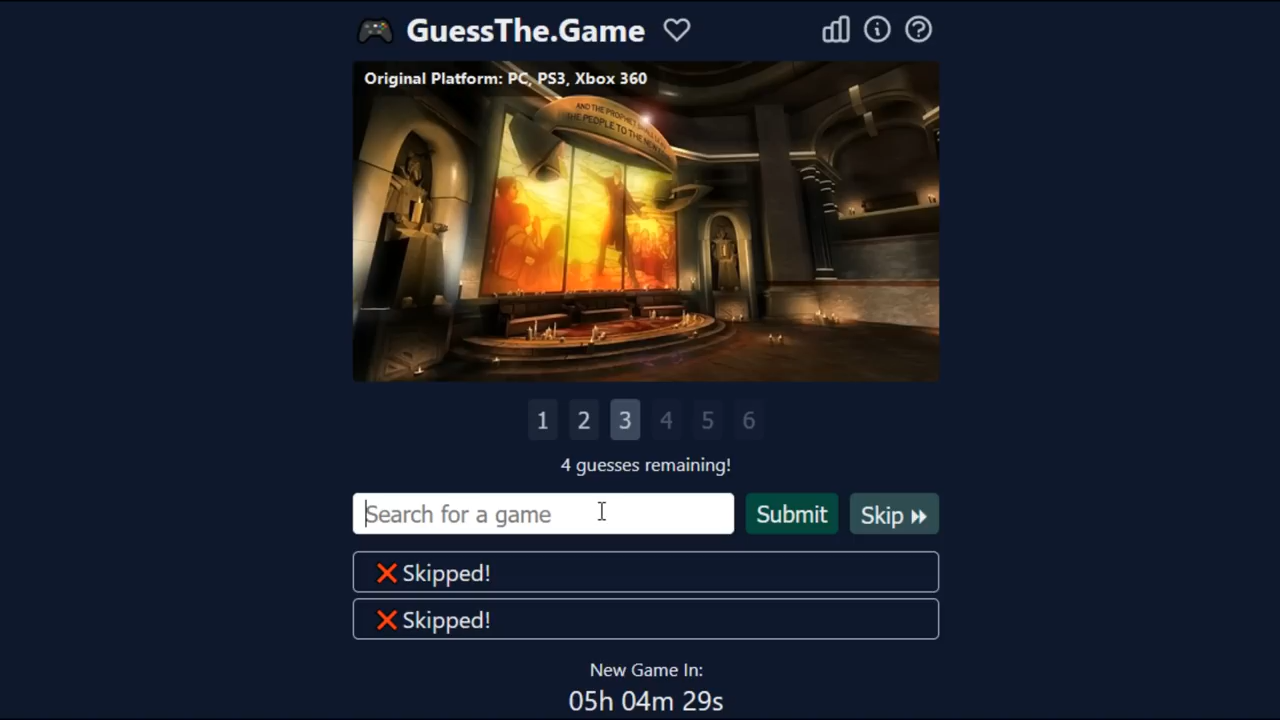 GuessThe.Game
Original Platform: PC, PS3, Xbox 360
AND THE PROPHET
THE PEOPLE TO THE NEW
1 2 3 4 5 6
4 guesses remaining!
Search for a game
Submit
Skip
❌ Skipped!
❌ Skipped!
New Game In:
05h 04m 29s